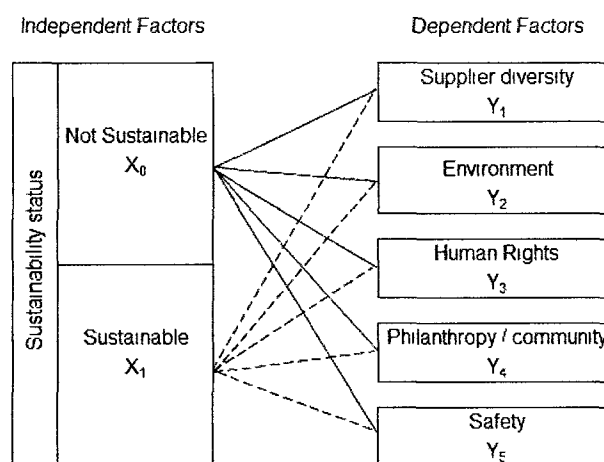 Independent Factors
Dependent Factors
Sustainability status
Not Sustainable
X₀
Sustainable
X₁
Supplier diversity
Y₁
Environment
Y₂
Human Rights
Y₃
Philanthropy / community
Y₄
Safety
Y₅